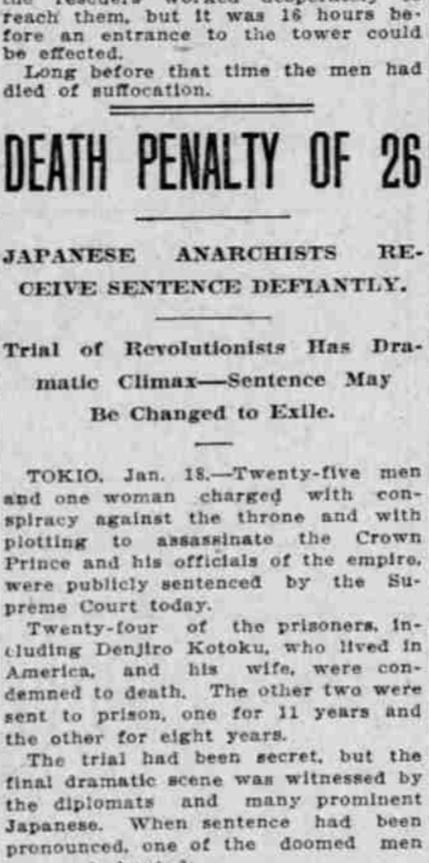 reach them, but it was 16 hours be-
fore an entrance to the tower could
be effected.
Long before that time the men had
died of suffocation.
DEATH PENALTY OF 26
JAPANESE ANARCHISTS RE-
CEIVE SENTENCE DEFIANTLY.
Trial of Revolutionists Has Dra-
matic Climax—Sentence May
Be Changed to Exile.
TOKIO, Jan. 18.—Twenty-five men
and one woman charged with con-
spiracy against the throne and with
plotting to assassinate the Crown
Prince and his officials of the empire,
were publicly sentenced by the Su-
preme Court today.
Twenty-four of the prisoners, in-
cluding Denjiro Kotoku, who lived in
America, and his wife, were con-
demned to death. The other two were
sent to prison, one for 11 years and
the other for eight years.
The trial had been secret, but the
final dramatic scene was witnessed by
the diplomats and many prominent
Japanese. When sentence had been
pronounced, one of the doomed men